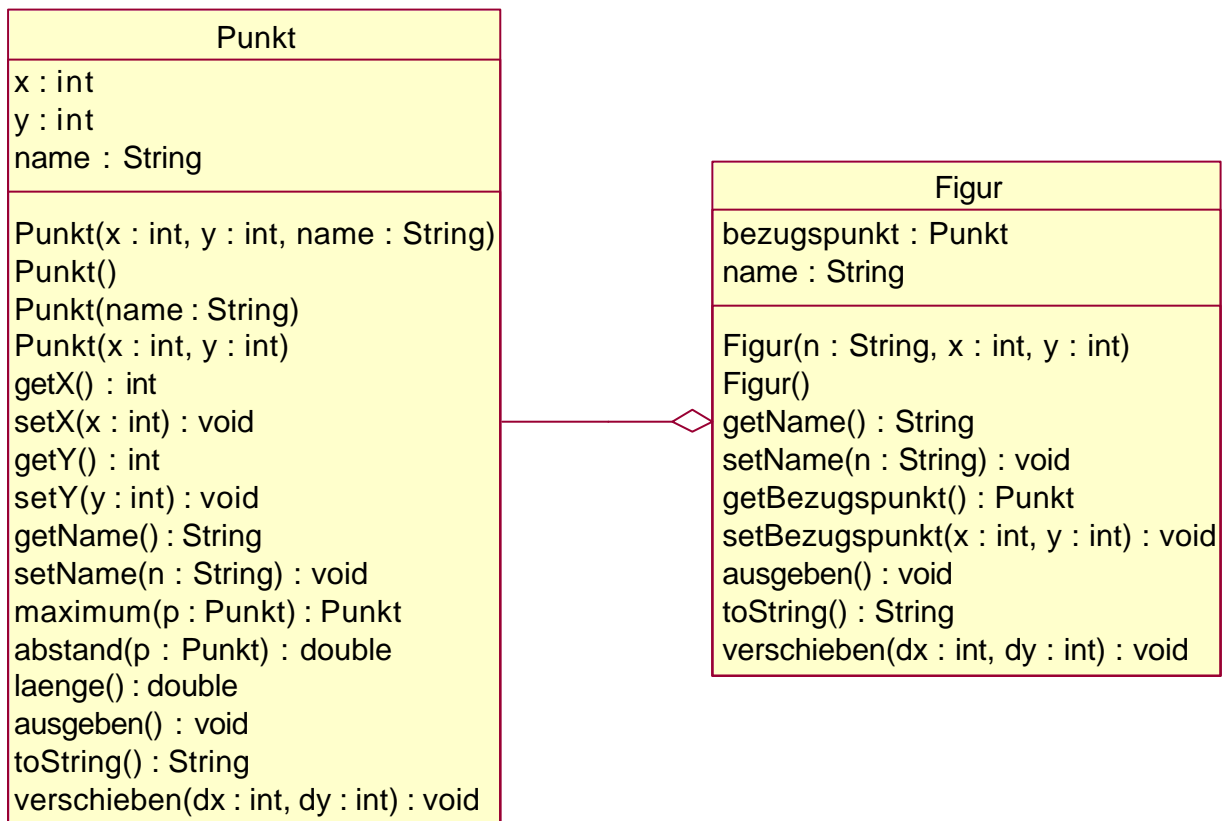 Punkt
x : int
y : int
name : String
Punkt(x : int, y : int, name : String)
Punkt()
Punkt(name : String)
Punkt(x : int, y : int)
getX() : int
setX(x : int) : void
getY() : int
setY(y : int) : void
getName() : String
setName(n : String) : void
maximum(p : Punkt) : Punkt
abstand(p : Punkt) : double
laenge() : double
ausgeben() : void
toString() : String
verschieben(dx : int, dy : int) : void
Figur
bezugspunkt : Punkt
name : String
Figur(n : String, x : int, y : int)
Figur()
getName() : String
setName(n : String) : void
getBezugspunkt() : Punkt
setBezugspunkt(x : int, y : int) : void
ausgeben() : void
toString() : String
verschieben(dx : int, dy : int) : void